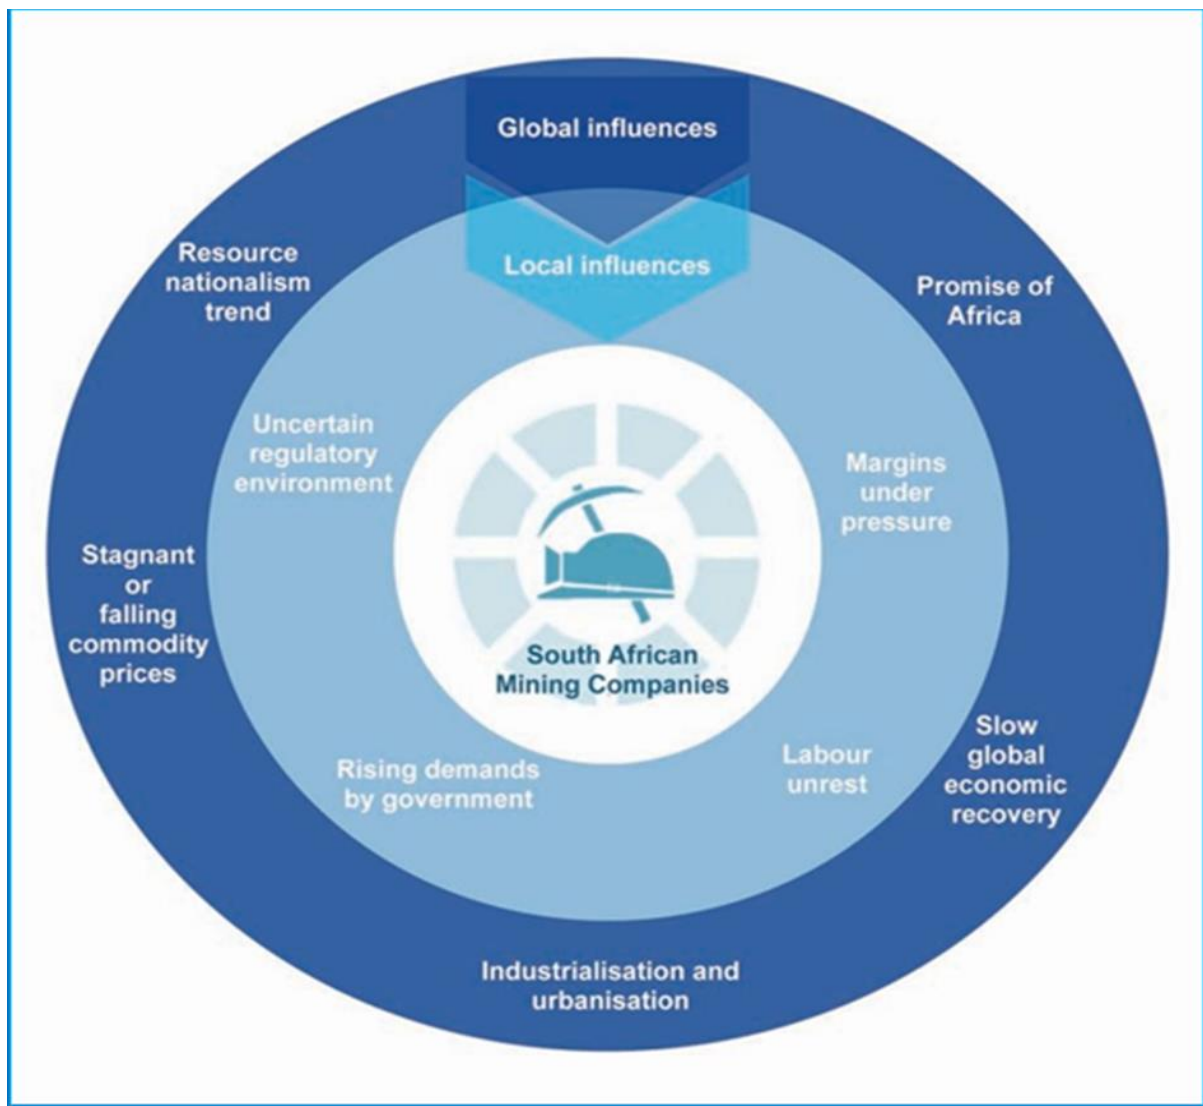 Global influences
Local influences
Resource
nationalism
trend
Promise of
Africa
Uncertain
regulatory
environment
Margins
under
pressure
Stagnant
or
falling
commodity
prices
South African
Mining Companies
Slow
global
economic
recovery
Labour
unrest
Rising demands
by government
Industrialisation and
urbanisation